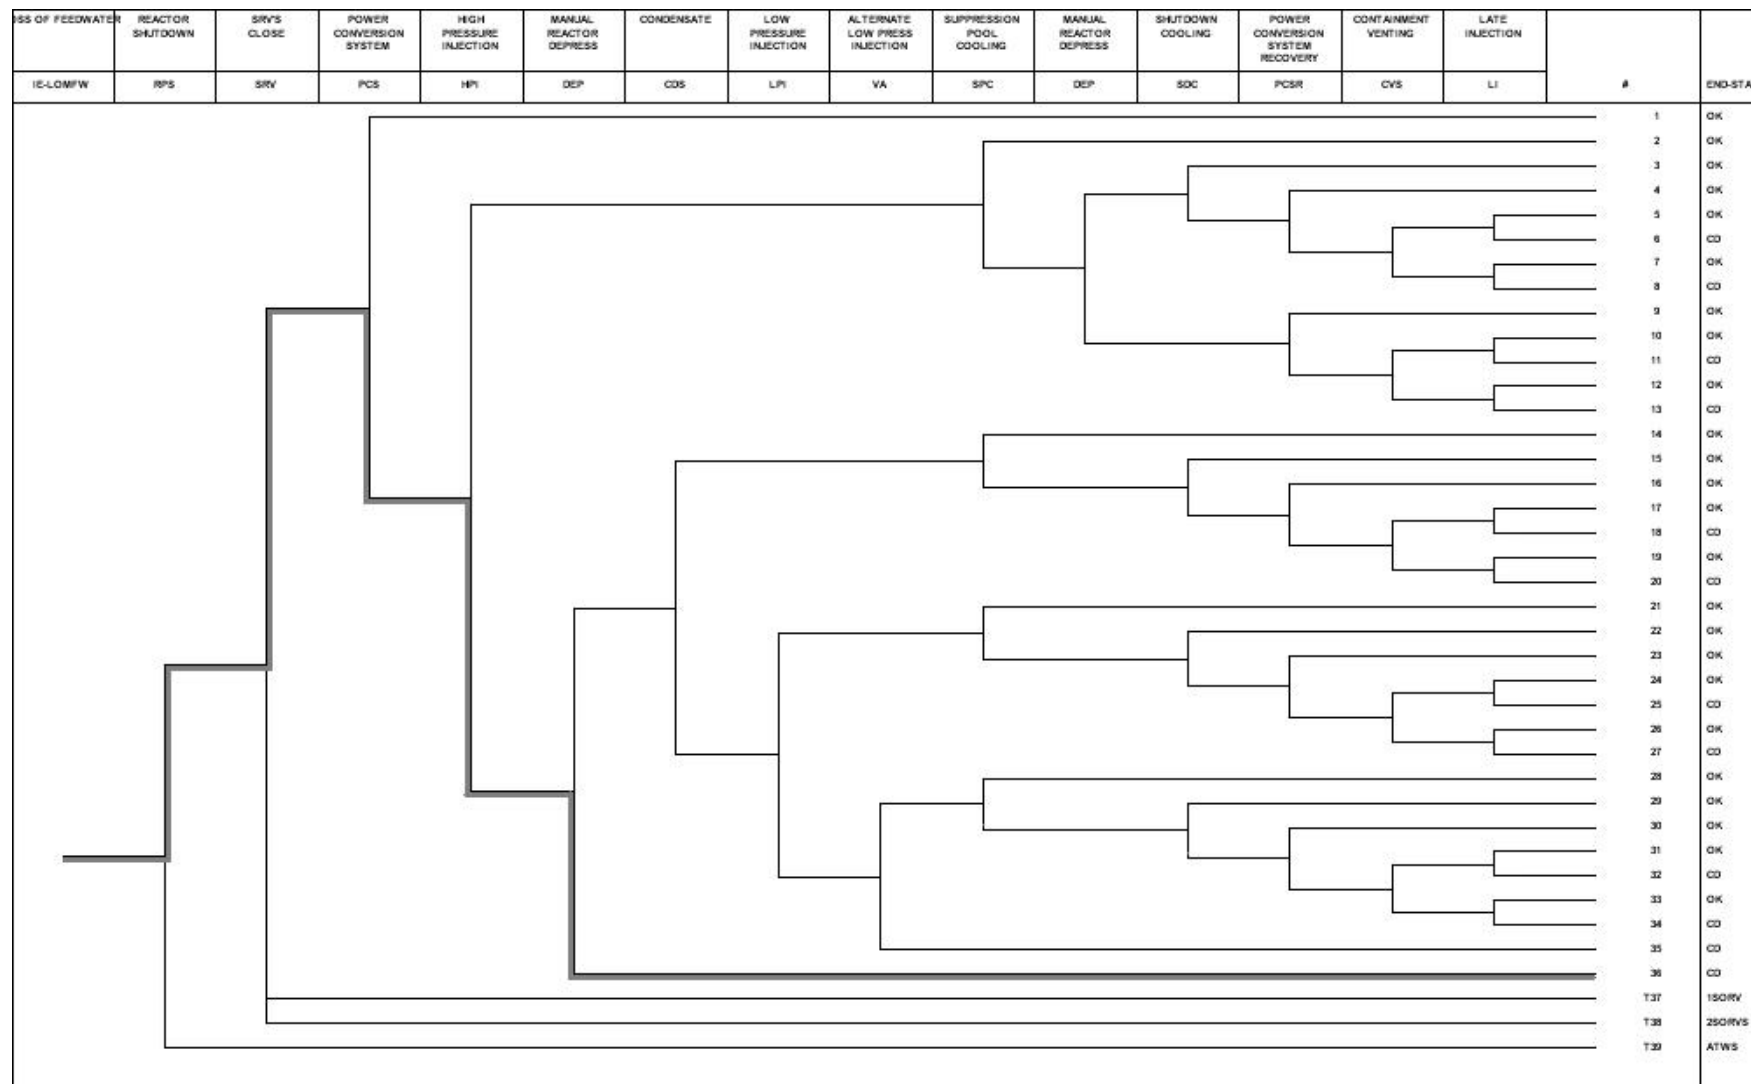 OSS OF FEEDWATER
REACTOR
SHUTDOWN
SRV'S
CLOSE
POWER
CONVERSION
SYSTEM
HIGH
PRESSURE
INJECTION
MANUAL
REACTOR
DEPRESS
CONDENSATE
LOW
PRESSURE
INJECTION
ALTERNATE
LOW PRESS
INJECTION
SUPPRESSION
POOL
COOLING
MANUAL
REACTOR
DEPRESS
SHUTDOWN
COOLING
POWER
CONVERSION
SYSTEM
RECOVERY
CONTAINMENT
VENTING
LATE
INJECTION
IE-LOMFW RPS SRV PCS HPI DEP CDS LPI VA SPC DEP SDC PCSR CVS LI # END-STA
1 OK
2 OK
3 OK
4 OK
5 OK
6 CD
7 OK
8 CD
9 OK
10 OK
11 CD
12 OK
13 CD
14 OK
15 OK
16 OK
17 OK
18 CD
19 OK
20 CD
21 OK
22 OK
23 OK
24 OK
25 CD
26 OK
27 CD
28 OK
29 OK
30 OK
31 OK
32 CD
33 OK
34 CD
35 CD
36 CD
T37 1SORV
T38 2SORVS
T39 ATWS